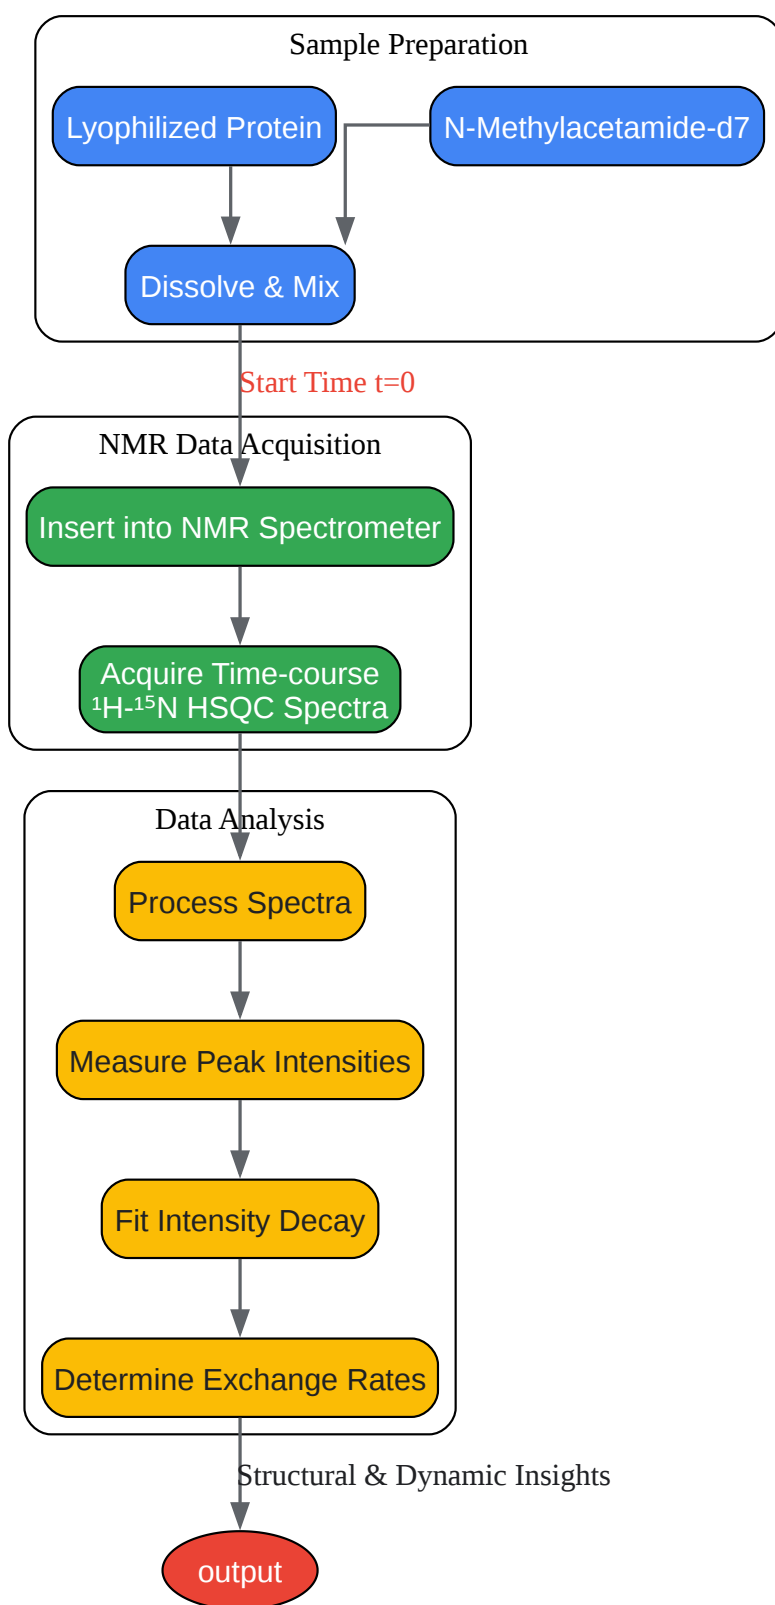 Sample Preparation
Lyophilized Protein
N-Methylacetamide-d7
Dissolve & Mix
Start Time t=0
NMR Data Acquisition
Insert into NMR Spectrometer
Acquire Time-course
¹H-¹⁵N HSQC Spectra
Data Analysis
Process Spectra
Measure Peak Intensities
Fit Intensity Decay
Determine Exchange Rates
Structural & Dynamic Insights
output